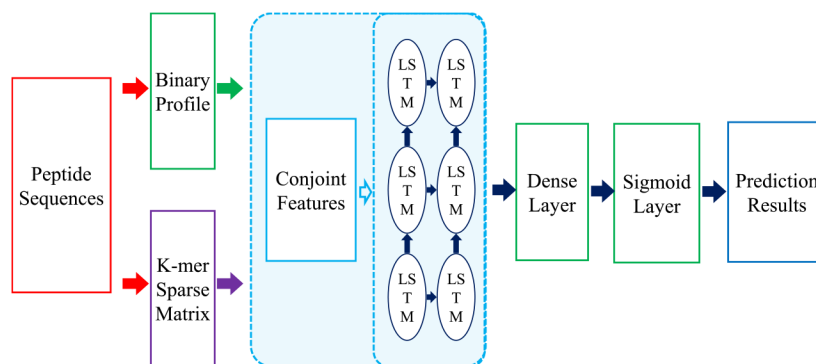 Peptide
Sequences
Binary
Profile
K-mer
Sparse
Matrix
Conjoint
Features
LS
T
M
LS
T
M
LS
T
M
LS
T
M
LS
T
M
LS
T
M
Dense
Layer
Sigmoid
Layer
Prediction
Results